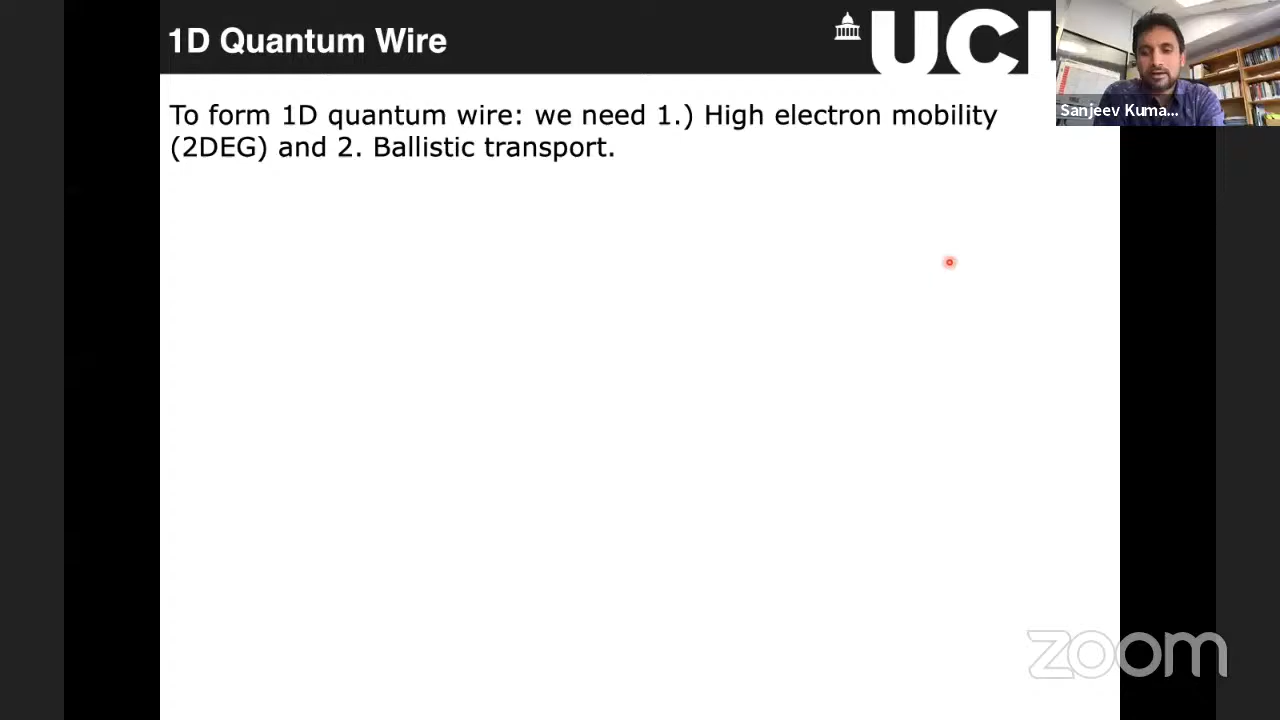 1D Quantum Wire
UCL
Sanjeev Kuma...
To form 1D quantum wire: we need 1.) High electron mobility
(2DEG) and 2. Ballistic transport.
zoom